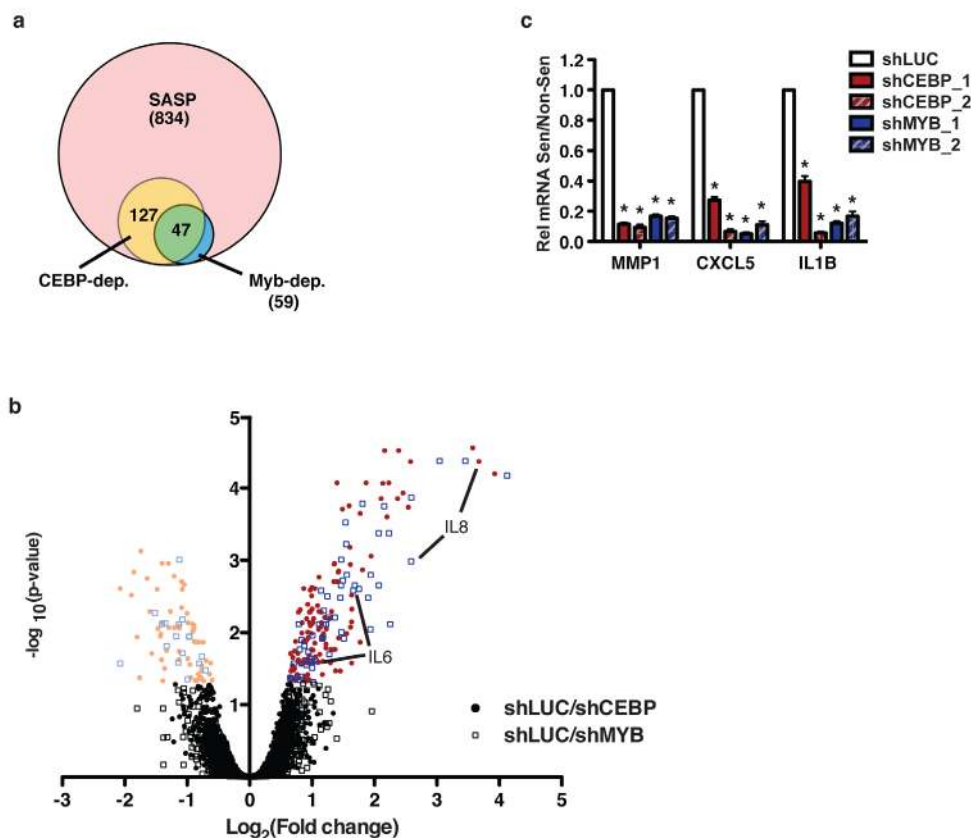 a
SASP
(834)
127
47
CEBP-dep.
Myb-dep.
(59)
c
Rel mRNA Sen/Non-Sen
1.2
1.0
0.8
0.6
0.4
0.2
0.0
* * * *
* * * *
* * * *
MMP1 CXCL5 IL1B
shLUC
shCEBP_1
shCEBP_2
shMYB_1
shMYB_2
b
-log 10(p-value)
5
4
3
2
1
IL8
IL6
shLUC/shCEBP
shLUC/shMYB
-3 -2 -1 0 1 2 3 4 5
Log2(Fold change)